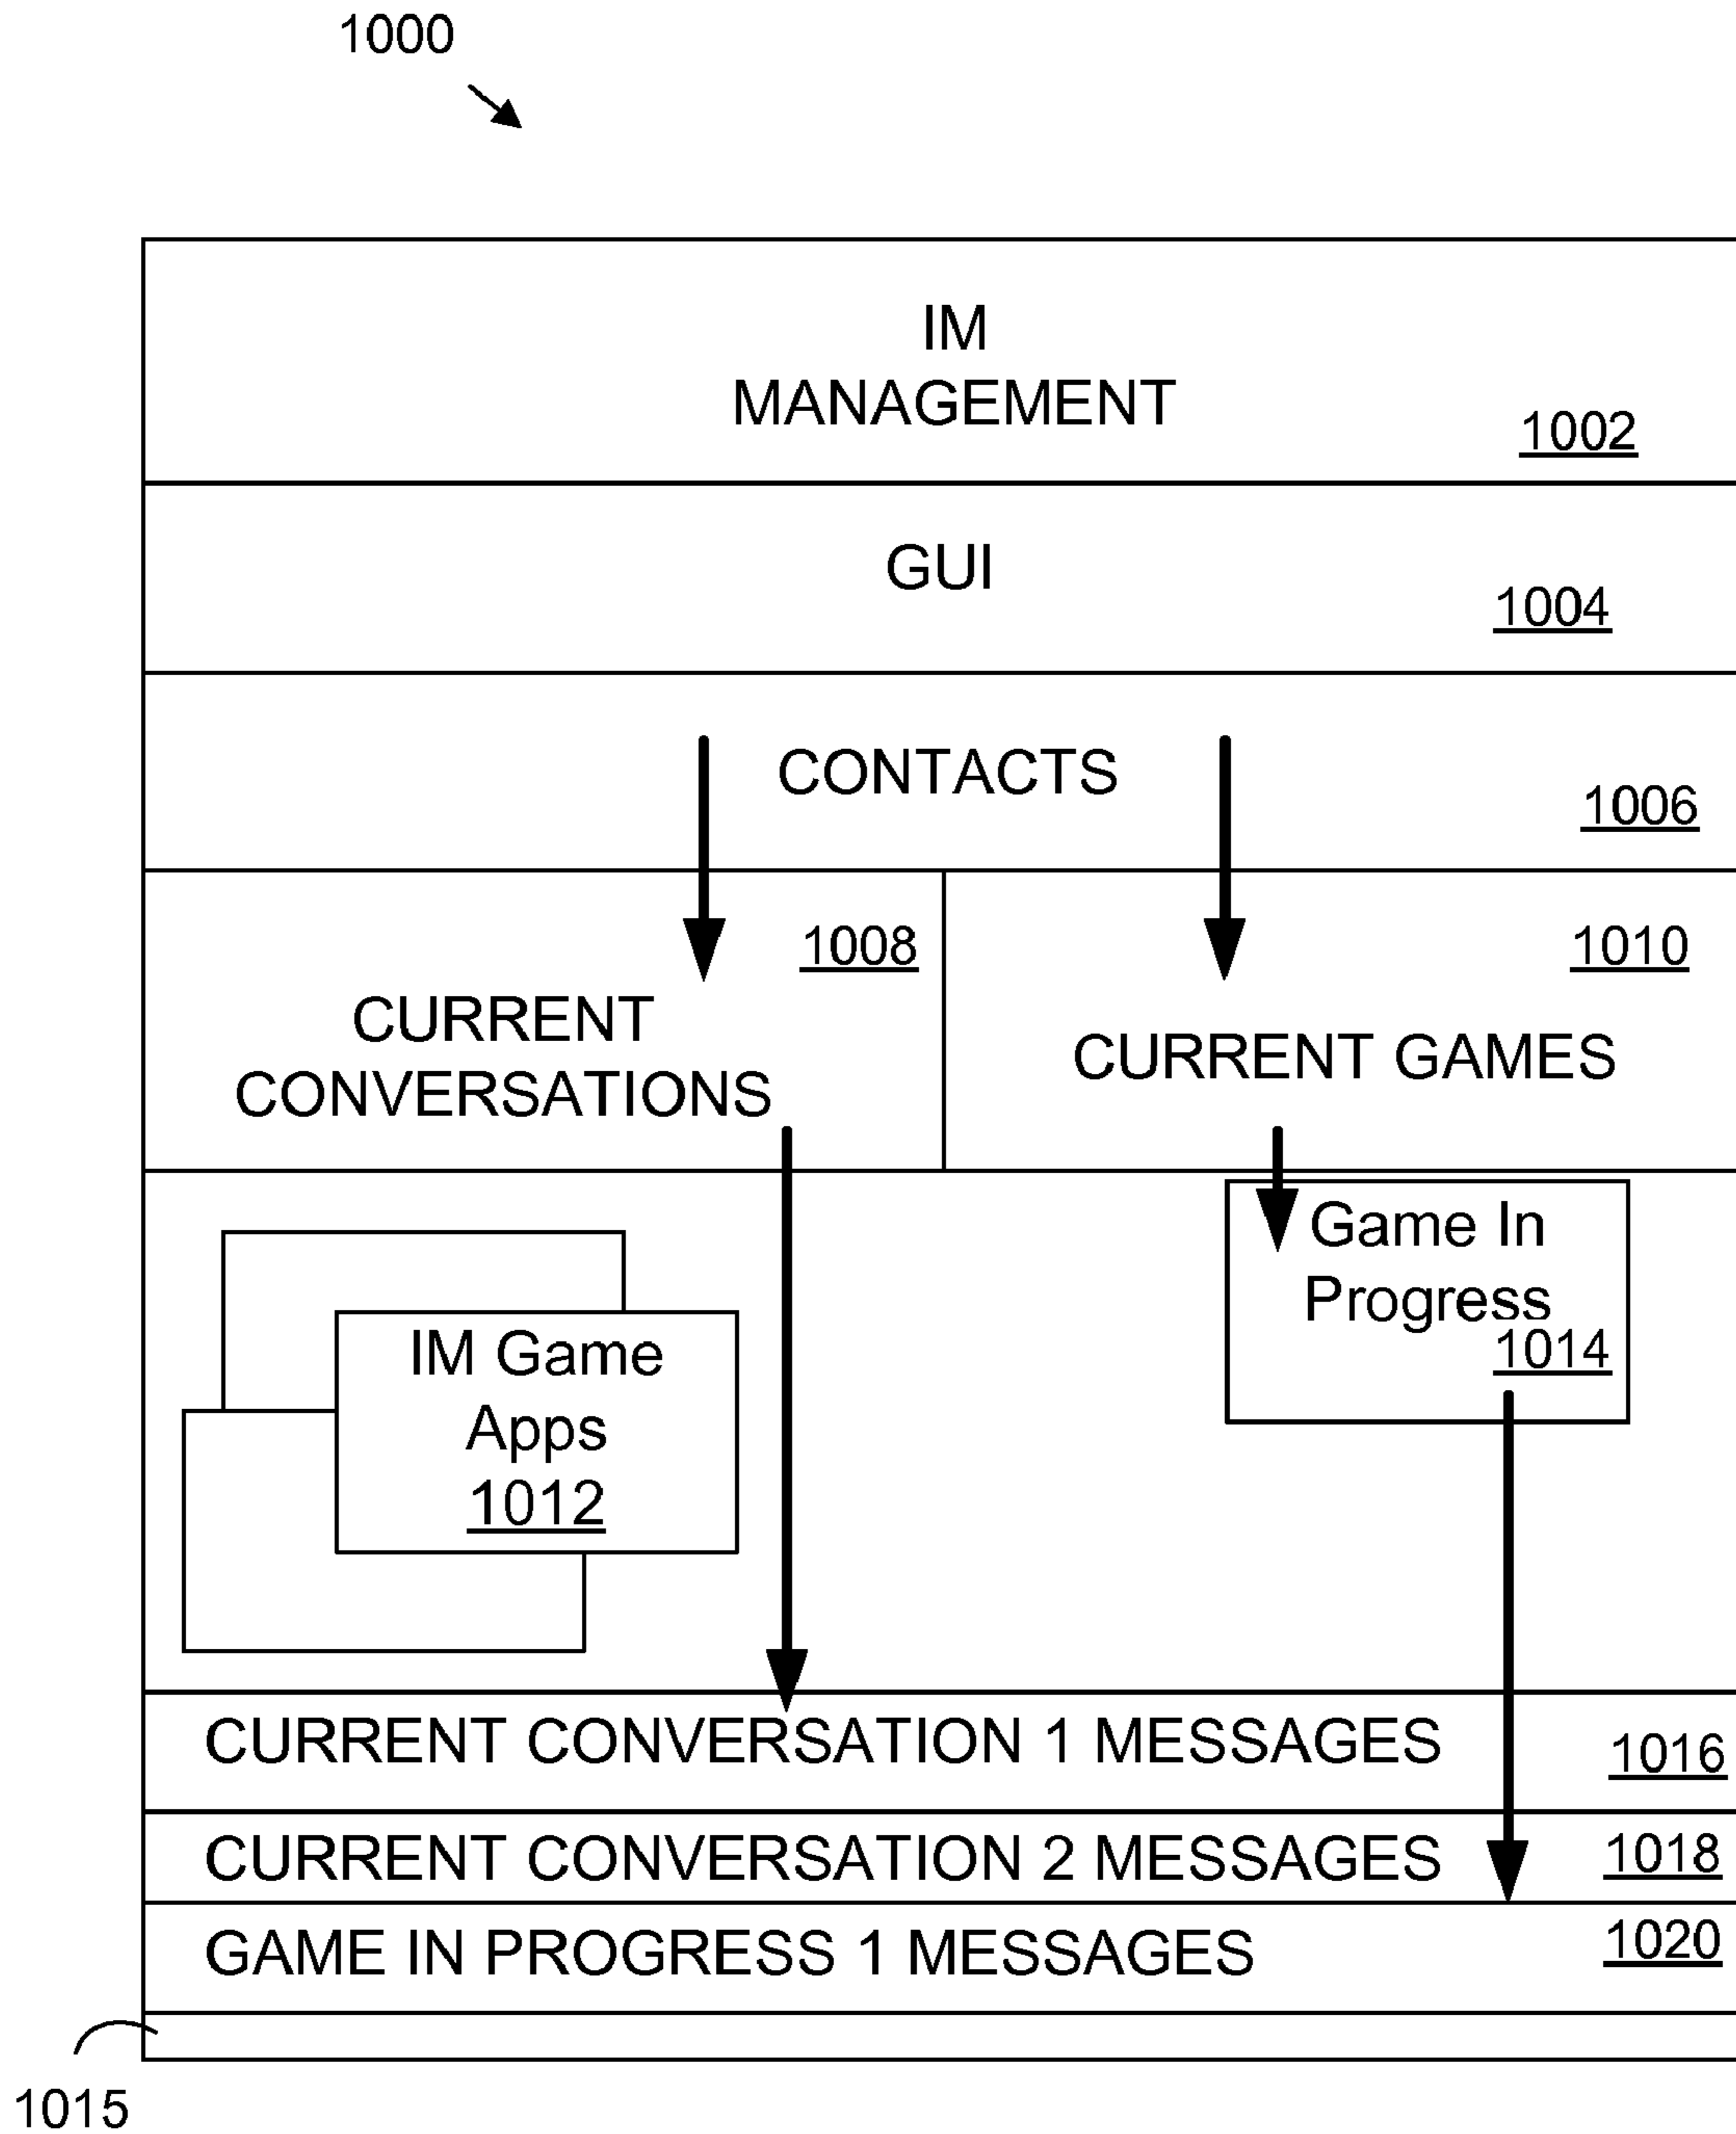 1000
IM
MANAGEMENT
1002
GUI
1004
CONTACTS
1006
1008
1010
CURRENT
CONVERSATIONS
CURRENT GAMES
Game In
Progress
1014
IM Game
Apps
1012
CURRENT CONVERSATION 1 MESSAGES
1016
CURRENT CONVERSATION 2 MESSAGES
1018
GAME IN PROGRESS 1 MESSAGES
1020
1015